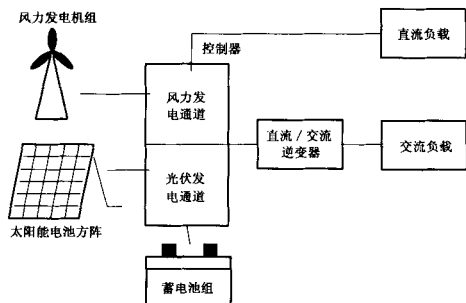 风力发电机组
控制器
直流负载
风力发
电通道
直流/交流
逆变器
交流负载
光伏发
电通道
太阳能电池方阵
蓄电池组